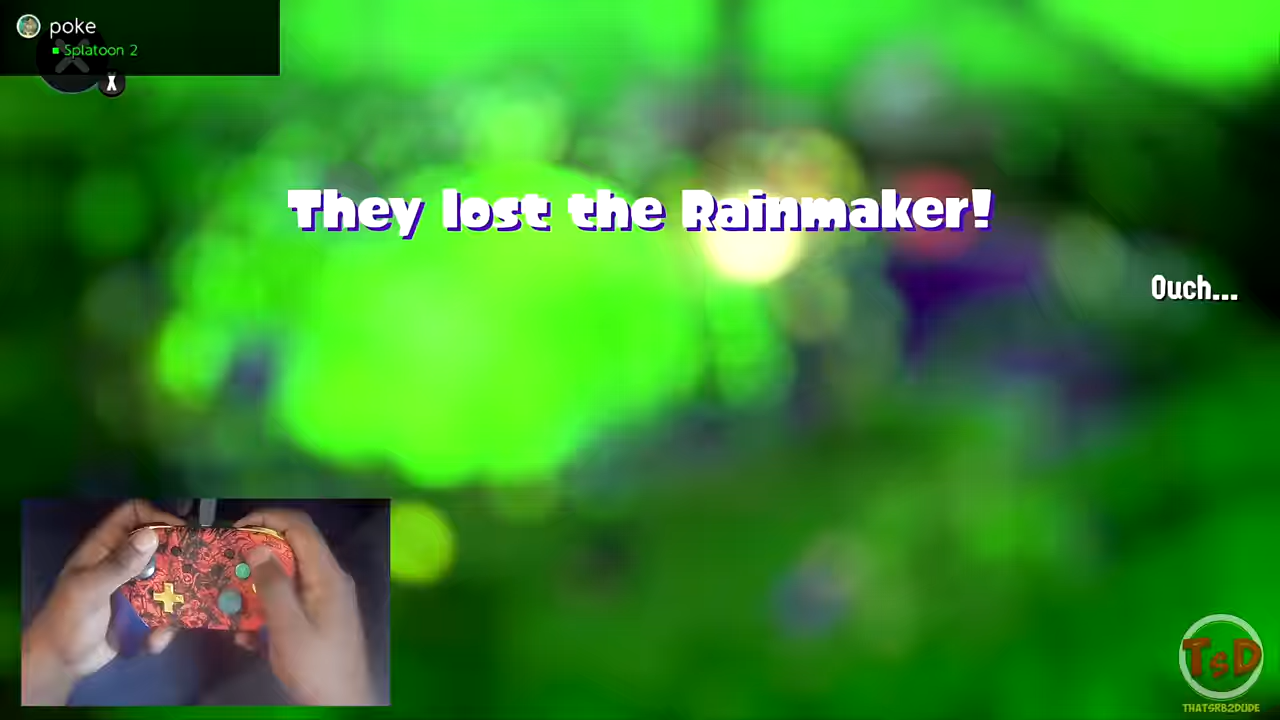 poke
Splatoon 2
X
They lost the Rainmaker!
Ouch...
TSD
THATSRB2DUDE